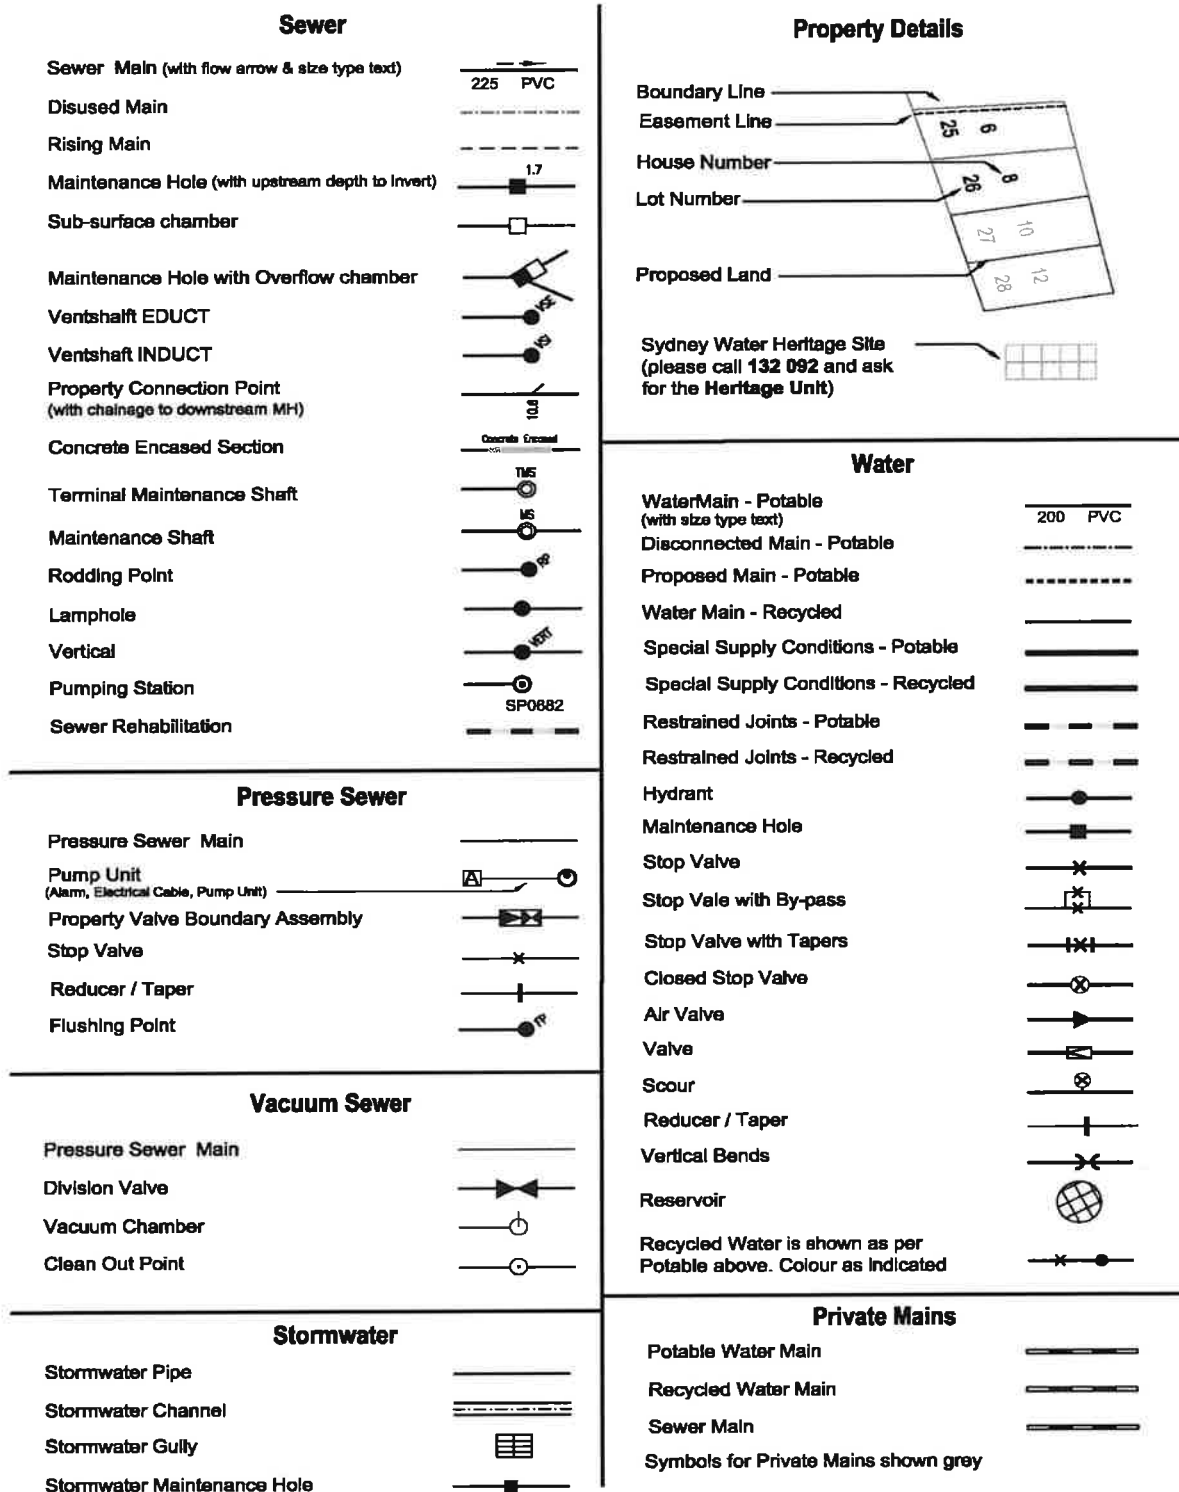 Sewer
Sewer Main (with flow arrow & size type text)
225 PVC
Disused Main
Rising Main
Maintenance Hole (with upstream depth to invert)
1.7
Sub-surface chamber
Maintenance Hole with Overflow chamber
Ventshalft EDUCT
VSE
Ventshaft INDUCT
VSI
Property Connection Point
(with chainage to downstream MH)
10.6
Concrete Encased Section
Concrete Encased
Terminal Maintenance Shaft
TMS
Maintenance Shaft
MS
Rodding Point
RP
Lamphole
Vertical
VERT
Pumping Station
SP0682
Sewer Rehabilitation
Pressure Sewer
Pressure Sewer Main
Pump Unit
(Alarm, Electrical Cable, Pump Unit)
A
Property Valve Boundary Assembly
Stop Valve
Reducer / Taper
Flushing Point
FP
Vacuum Sewer
Pressure Sewer Main
Division Valve
Vacuum Chamber
Clean Out Point
Stormwater
Stormwater Pipe
Stormwater Channel
Stormwater Gully
Stormwater Maintenance Hole
Property Details
Boundary Line
Easement Line
25 6
House Number
26 8
Lot Number
27 10
Proposed Land
28 12
Sydney Water Heritage Site
(please call 132 092 and ask
for the Heritage Unit)
Water
WaterMain - Potable
(with size type text)
200 PVC
Disconnected Main - Potable
Proposed Main - Potable
Water Main - Recycled
Special Supply Conditions - Potable
Special Supply Conditions - Recycled
Restrained Joints - Potable
Restrained Joints - Recycled
Hydrant
Maintenance Hole
Stop Valve
Stop Vale with By-pass
Stop Valve with Tapers
Closed Stop Valve
Air Valve
Valve
Scour
Reducer / Taper
Vertical Bends
Reservoir
Recycled Water is shown as per
Potable above. Colour as indicated
Private Mains
Potable Water Main
Recycled Water Main
Sewer Main
Symbols for Private Mains shown grey